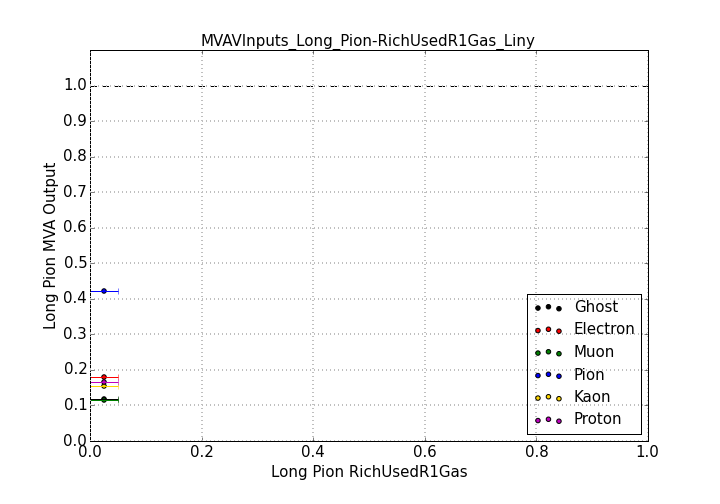 MVAVInputs_Long_Pion-RichUsedR1Gas_Liny
1.0
0.9
0.8
0.7
0.6
0.5
0.4
0.3
0.2
0.1
0.0
Long Pion MVA Output
Ghost
Electron
Muon
Pion
Kaon
Proton
0.0 0.2 0.4 0.6 0.8 1.0
Long Pion RichUsedR1Gas